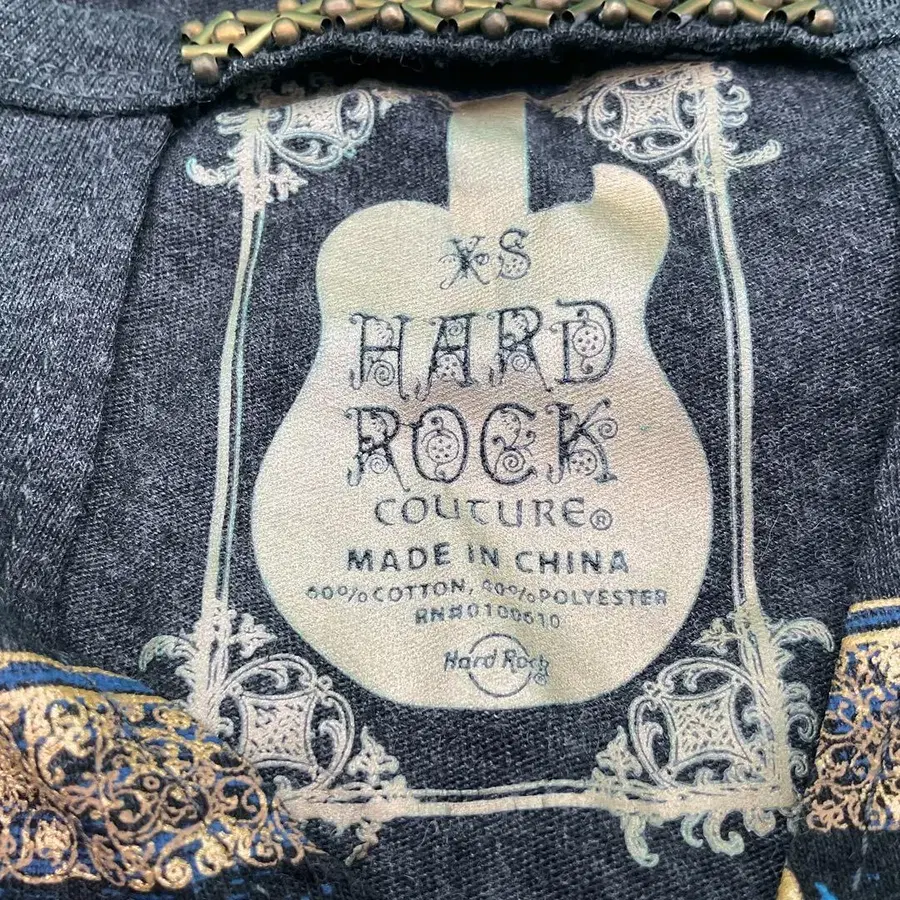 XS
HARD
ROCK
COUTURE®
MADE IN CHINA
60% COTTON, 40% POLYESTER
RN#0100610
Hard Rock